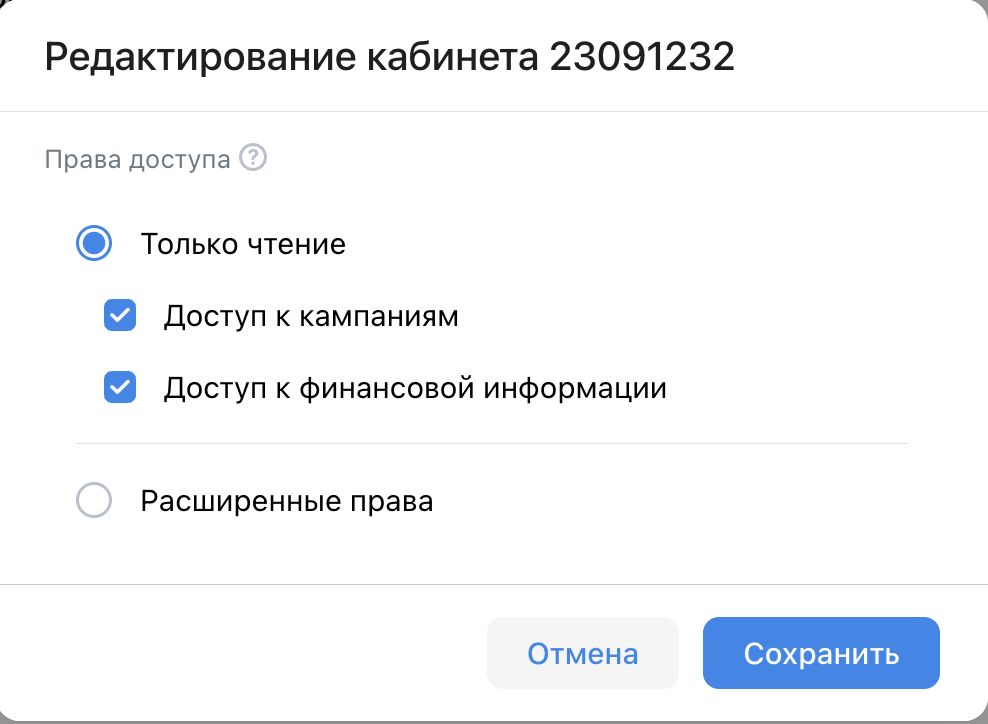 Редактирование кабинета 23091232
Права доступа ?
Только чтение
Доступ к кампаниям
Доступ к финансовой информации
Расширенные права
Отмена
Сохранить